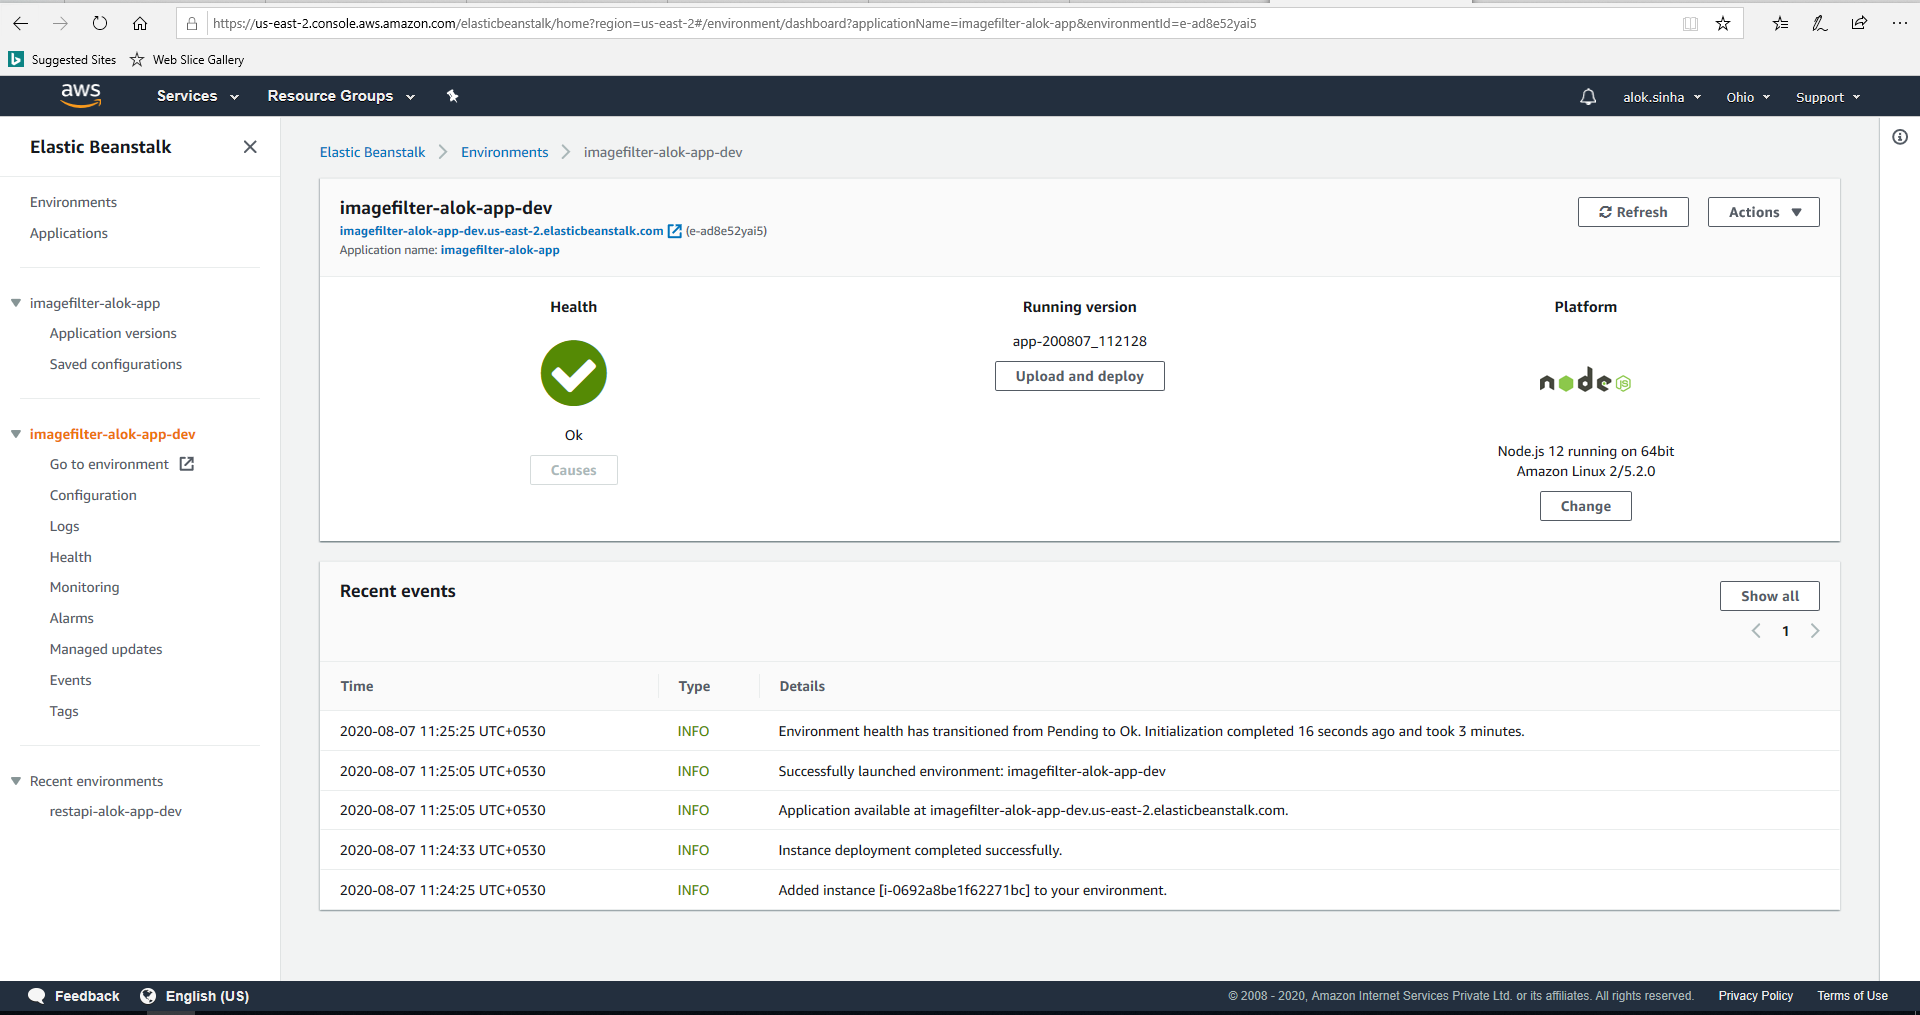 https://us-east-2.console.aws.amazon.com/elasticbeanstalk/home?region=us-east-2#/environment/dashboard?applicationName=imagefilter-alok-app&environmentId=e-ad8e52yai5
Suggested Sites Web Slice Gallery
aws Services Resource Groups alok.sinha Ohio Support
Elastic Beanstalk
Environments
Applications
imagefilter-alok-app
Application versions
Saved configurations
imagefilter-alok-app-dev
Go to environment
Configuration
Logs
Health
Monitoring
Alarms
Managed updates
Events
Tags
Recent environments
restapi-alok-app-dev
Elastic Beanstalk Environments imagefilter-alok-app-dev
imagefilter-alok-app-dev
imagefilter-alok-app-dev.us-east-2.elasticbeanstalk.com (e-ad8e52yai5)
Application name: imagefilter-alok-app
Refresh Actions
Health
Ok
Causes
Running version
app-200807_112128
Upload and deploy
Platform
node JS
Node.js 12 running on 64bit
Amazon Linux 2/5.2.0
Change
Recent events
Show all
1
Time Type Details
2020-08-07 11:25:25 UTC+0530 INFO Environment health has transitioned from Pending to Ok. Initialization completed 16 seconds ago and took 3 minutes.
2020-08-07 11:25:05 UTC+0530 INFO Successfully launched environment: imagefilter-alok-app-dev
2020-08-07 11:25:05 UTC+0530 INFO Application available at imagefilter-alok-app-dev.us-east-2.elasticbeanstalk.com.
2020-08-07 11:24:33 UTC+0530 INFO Instance deployment completed successfully.
2020-08-07 11:24:25 UTC+0530 INFO Added instance [i-0692a8be1f62271bc] to your environment.
Feedback English (US) © 2008 - 2020, Amazon Internet Services Private Ltd. or its affiliates. All rights reserved. Privacy Policy Terms of Use